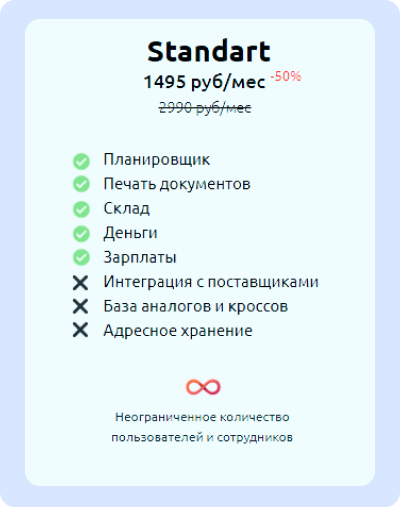 Standart
1495 руб/мес -50%
2990 руб/мес
Планировщик
Печать документов
Склад
Деньги
Зарплаты
Интеграция с поставщиками
База аналогов и кроссов
Адресное хранение
Неограниченное количество
пользователей и сотрудников